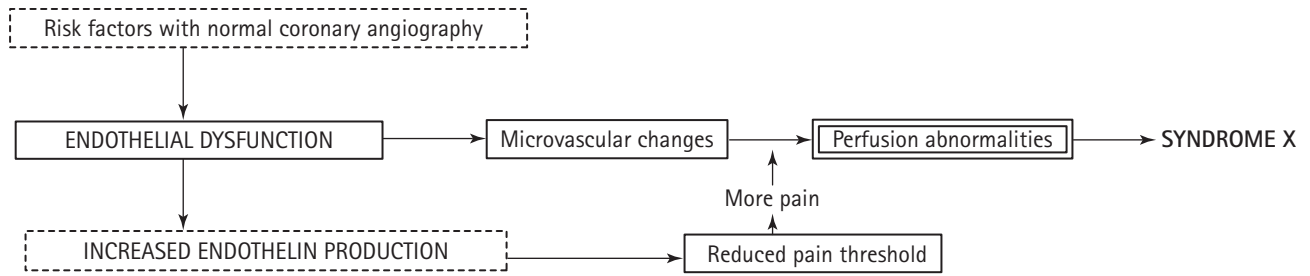 Risk factors with normal coronary angiography
ENDOTHELIAL DYSFUNCTION
Microvascular changes
Perfusion abnormalities
SYNDROME X
More pain
INCREASED ENDOTHELIN PRODUCTION
Reduced pain threshold